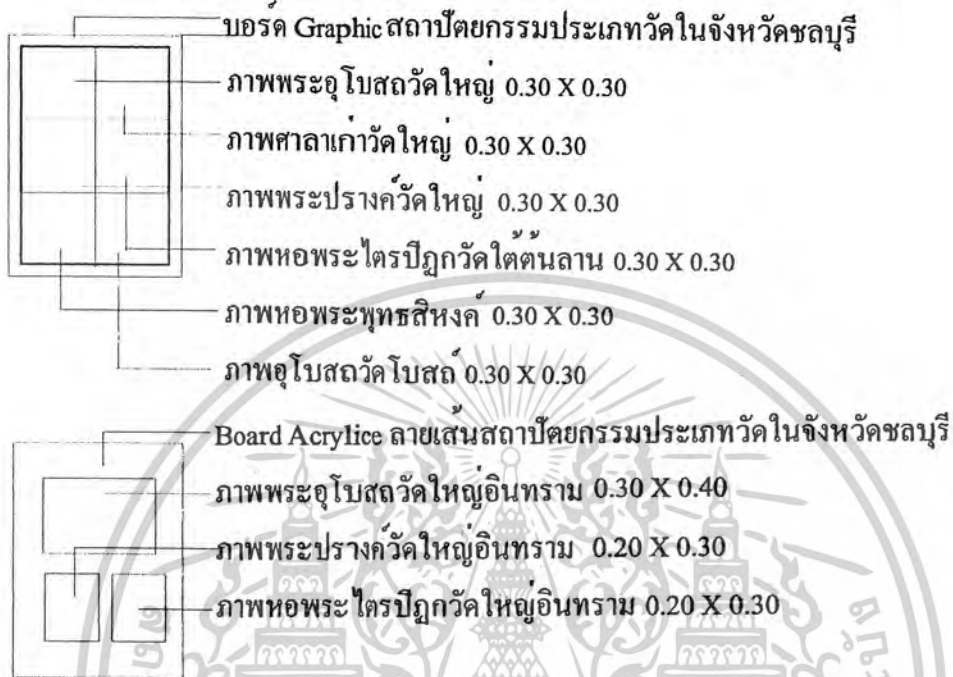 บอร์ด Graphic สถาปัตยกรรมประเภทวัดในจังหวัดชลบุรี
ภาพพระอุโบสถวัดใหญ่ 0.30 X 0.30
ภาพศาลาเก่าวัดใหญ่ 0.30 X 0.30
ภาพพระปรางค์วัดใหญ่ 0.30 X 0.30
ภาพหอพระไตรปิฎกวัดใต้ต้นลาน 0.30 X 0.30
ภาพหอพระพุทธสิหงค์ 0.30 X 0.30
ภาพอุโบสถวัดโบสถ์ 0.30 X 0.30
Board Acrylice ลายเส้นสถาปัตยกรรมประเภทวัดในจังหวัดชลบุรี
ภาพพระอุโบสถวัดใหญ่อินทราม 0.30 X 0.40
ภาพพระปรางค์วัดใหญ่อินทราม 0.20 X 0.30
ภาพหอพระไตรปิฎกวัดใหญ่อินทราม 0.20 X 0.30